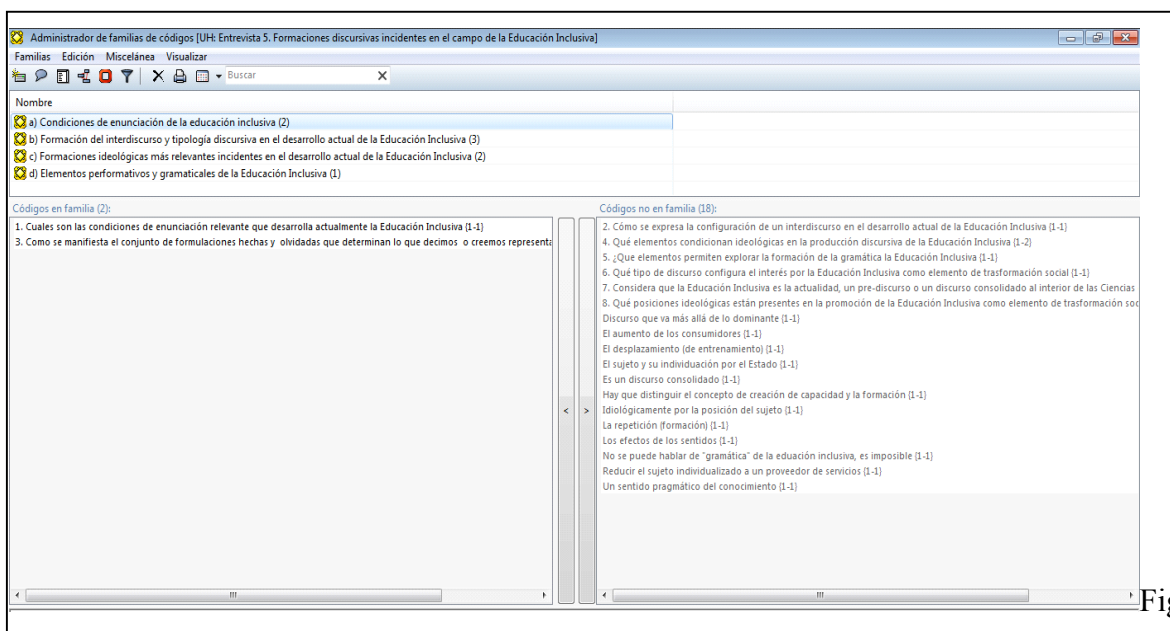 Administrador de familias de códigos [UH: Entrevista 5. Formaciones discursivas incidentes en el campo de la Educación Inclusiva]
Familias Edición Miscelánea Visualizar
Buscar
Nombre
a) Condiciones de enunciación de la educación inclusiva (2)
b) Formación del interdiscurso y tipología discursiva en el desarrollo actual de la Educación Inclusiva (3)
c) Formaciones ideológicas más relevantes incidentes en el desarrollo actual de la Educación Inclusiva (2)
d) Elementos performativos y gramaticales de la Educación Inclusiva (1)
Códigos en familia (2):
1. Cuales son las condiciones de enunciación relevante que desarrolla actualmente la Educación Inclusiva {1-1}
3. Como se manifiesta el conjunto de formulaciones hechas y olvidadas que determinan lo que decimos o creemos representa
< >
Códigos no en familia (18):
2. Cómo se expresa la configuración de un interdiscurso en el desarrollo actual de la Educación Inclusiva {1-1}
4. Qué elementos condicionan ideológicas en la producción discursiva de la Educación Inclusiva {1-2}
5. ¿Que elementos permiten explorar la formación de la gramática la Educación Inclusiva {1-1}
6. Qué tipo de discurso configura el interés por la Educación Inclusiva como elemento de trasformación social {1-1}
7. Considera que la Educación Inclusiva es la actualidad, un pre-discurso o un discurso consolidado al interior de las Ciencias
8. Qué posiciones ideológicas están presentes en la promoción de la Educación Inclusiva como elemento de trasformación soc
Discurso que va más allá de lo dominante {1-1}
El aumento de los consumidores {1-1}
El desplazamiento (de entrenamiento) {1-1}
El sujeto y su individuación por el Estado {1-1}
Es un discurso consolidado {1-1}
Hay que distinguir el concepto de creación de capacidad y la formación {1-1}
Idiológicamente por la posición del sujeto {1-1}
La repetición (formación) {1-1}
Los efectos de los sentidos {1-1}
No se puede hablar de "gramática" de la eduación inclusiva, es imposible {1-1}
Reducir el sujeto individualizado a un proveedor de servicios {1-1}
Un sentido pragmático del conocimiento {1-1}
Fig